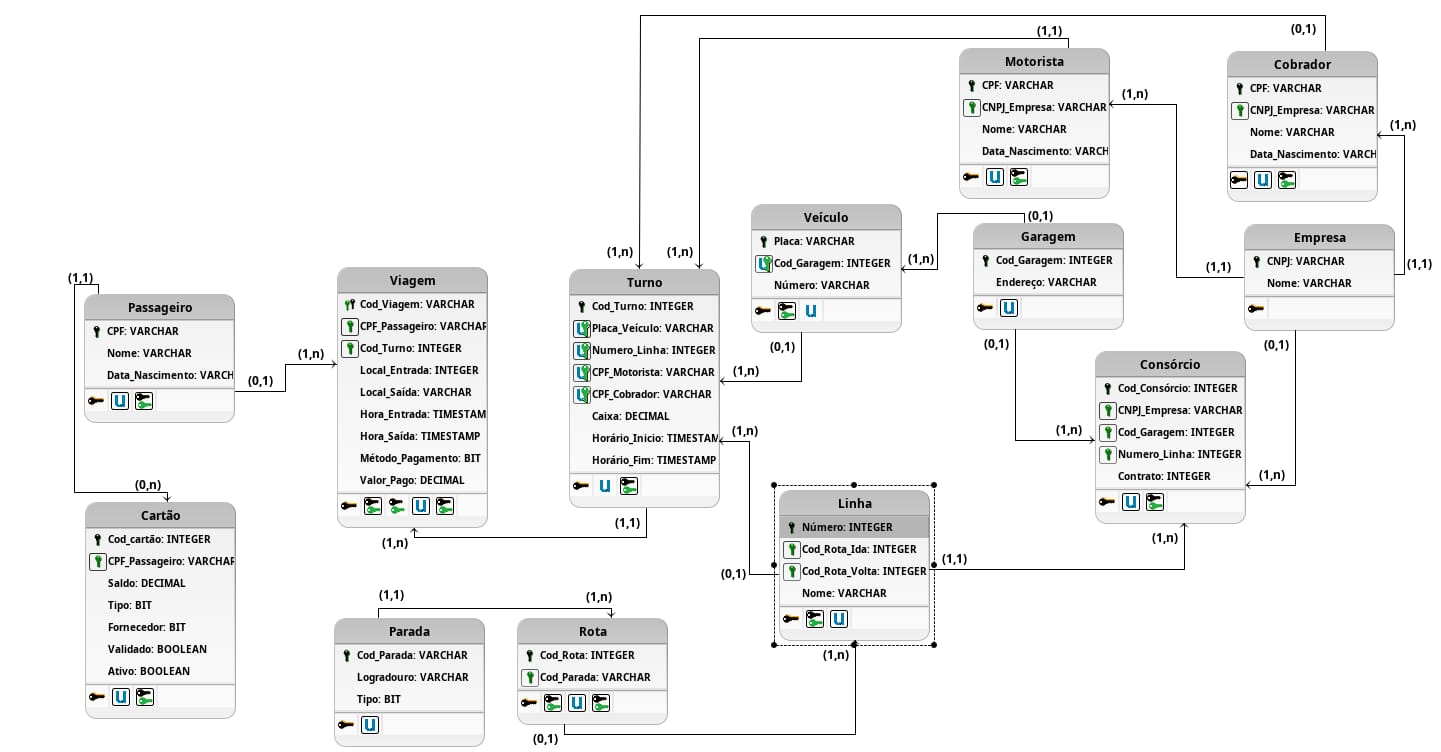 (0,1)
(1,1)
Motorista
CPF: VARCHAR
CNPJ_Empresa: VARCHAR
Nome: VARCHAR
Data_Nascimento: VARCH
(1,n)
Cobrador
CPF: VARCHAR
CNPJ_Empresa: VARCHAR
Nome: VARCHAR
Data_Nascimento: VARCH
(1,n)
Veículo
Placa: VARCHAR
Cod_Garagem: INTEGER
Número: VARCHAR
(1,n)
(0,1)
(0,1)
Garagem
Cod_Garagem: INTEGER
Endereço: VARCHAR
(0,1)
Empresa
CNPJ: VARCHAR
Nome: VARCHAR
(1,1)
(1,1)
(0,1)
(1,n)
(1,n)
Turno
Cod_Turno: INTEGER
Placa_Veículo: VARCHAR
Numero_Linha: INTEGER
CPF_Motorista: VARCHAR
CPF_Cobrador: VARCHAR
Caixa: DECIMAL
Horário_Inicio: TIMESTAM
Horário_Fim: TIMESTAMP
(1,n)
(1,n)
(1,1)
Viagem
Cod_Viagem: VARCHAR
CPF_Passageiro: VARCHAR
Cod_Turno: INTEGER
Local_Entrada: INTEGER
Local_Saída: VARCHAR
Hora_Entrada: TIMESTAM
Hora_Saída: TIMESTAMP
Método_Pagamento: BIT
Valor_Pago: DECIMAL
(1,n)
(1,n)
(1,1)
Passageiro
CPF: VARCHAR
Nome: VARCHAR
Data_Nascimento: VARCH
(0,1)
(0,n)
Cartão
Cod_cartão: INTEGER
CPF_Passageiro: VARCHAR
Saldo: DECIMAL
Tipo: BIT
Fornecedor: BIT
Validado: BOOLEAN
Ativo: BOOLEAN
Consórcio
Cod_Consórcio: INTEGER
CNPJ_Empresa: VARCHAR
Cod_Garagem: INTEGER
Numero_Linha: INTEGER
Contrato: INTEGER
(1,n)
(1,n)
(1,n)
Linha
Número: INTEGER
Cod_Rota_Ida: INTEGER
Cod_Rota_Volta: INTEGER
Nome: VARCHAR
(0,1)
(1,1)
(1,n)
(1,1)
Parada
Cod_Parada: VARCHAR
Logradouro: VARCHAR
Tipo: BIT
(1,n)
Rota
Cod_Rota: INTEGER
Cod_Parada: VARCHAR
(0,1)